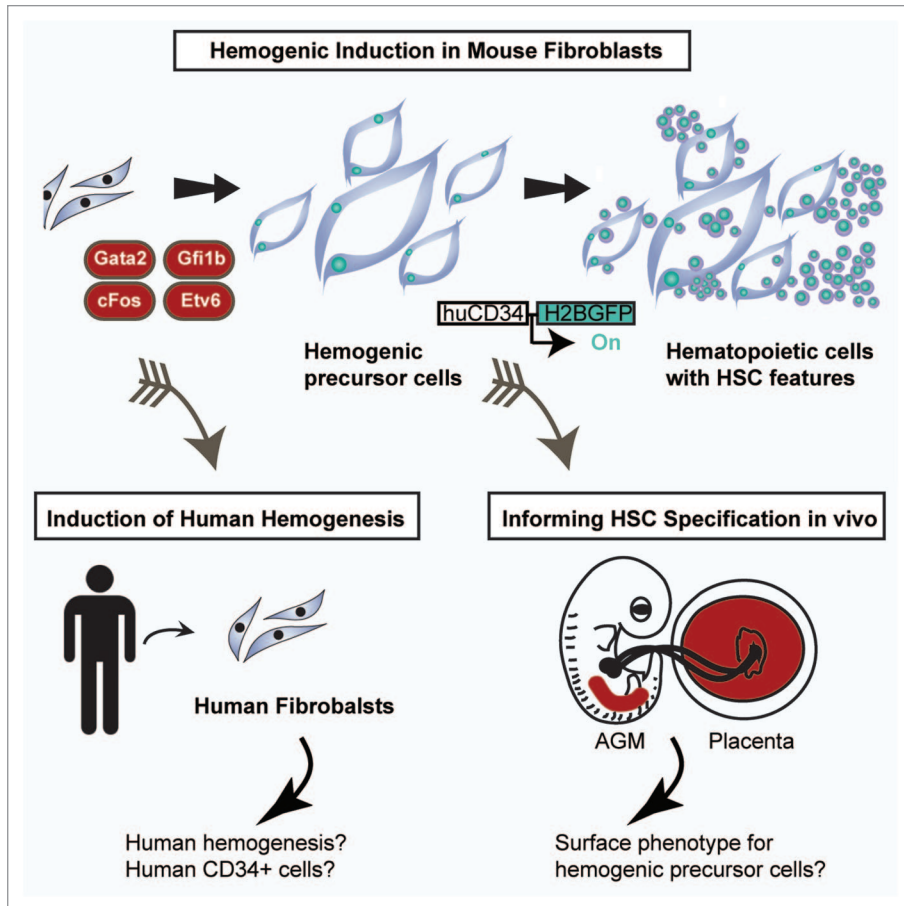 Hemogenic Induction in Mouse Fibroblasts
Gata2
Gfi1b
cFos
Etv6
huCD34
H2BGFP
On
Hemogenic
precursor cells
Hematopoietic cells
with HSC features
Induction of Human Hemogenesis
Informing HSC Specification in vivo
Human Fibrobalsts
AGM
Placenta
Human hemogenesis?
Human CD34+ cells?
Surface phenotype for
hemogenic precursor cells?